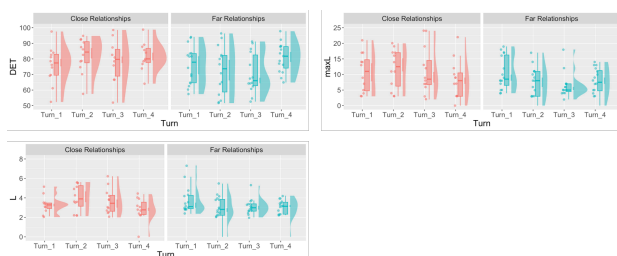 Close Relationships Far Relationships
100
90
80
70
60
50
DET
Turn_1 Turn_2 Turn_3 Turn_4 Turn_1 Turn_2 Turn_3 Turn_4
Turn
Close Relationships Far Relationships
25
20
15
10
5
0
maxL
Turn_1 Turn_2 Turn_3 Turn_4 Turn_1 Turn_2 Turn_3 Turn_4
Turn
Close Relationships Far Relationships
8
6
4
2
0
L
Turn_1 Turn_2 Turn_3 Turn_4 Turn_1 Turn_2 Turn_3 Turn_4
Turn